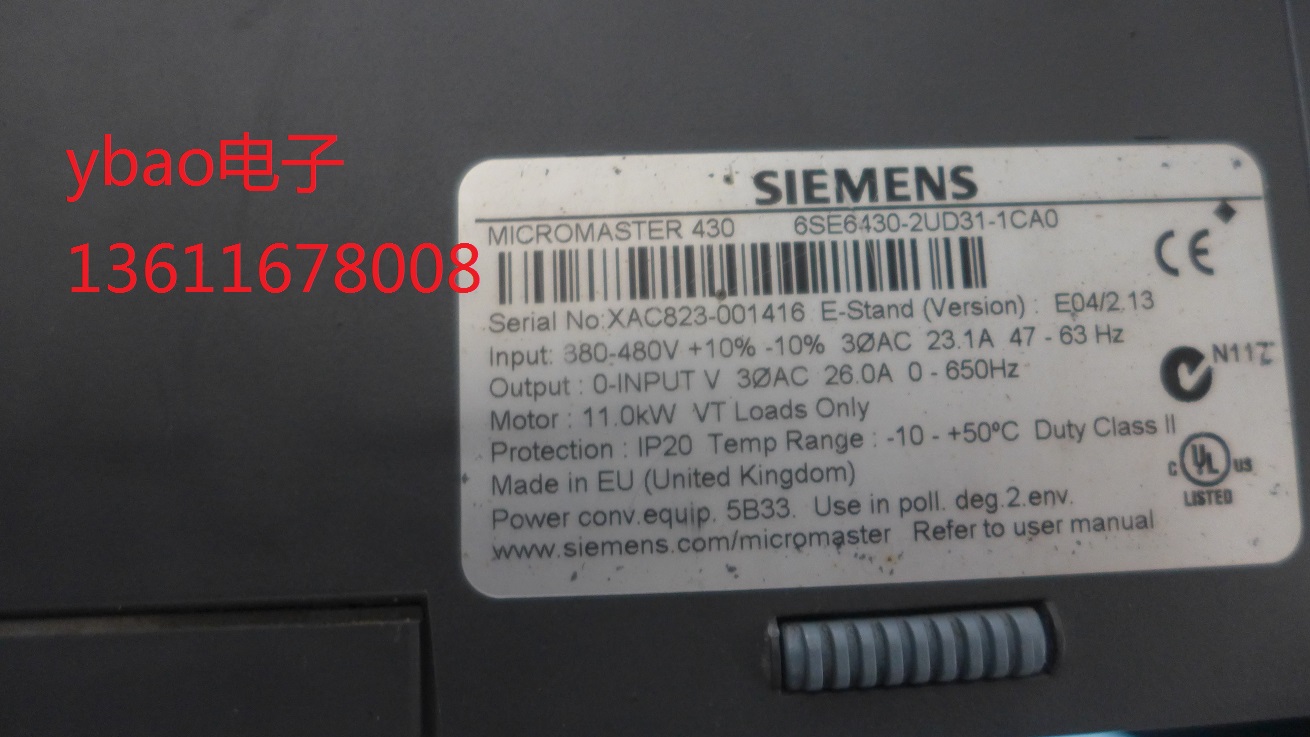 ybao电子
13611678008
SIEMENS
MICROMASTER 430 6SE6430-2UD31-1CA0
Serial No:XAC823-001416 E-Stand (Version) : E04/2.13
Input: 380-480V +10% -10% 3ØAC 23.1A 47 - 63 Hz
Output : 0-INPUT V 3ØAC 26.0A 0 - 650Hz
Motor : 11.0kW VT Loads Only
Protection : IP20 Temp Range : -10 - +50ºC Duty Class II
Made in EU (United Kingdom)
Power conv.equip. 5B33. Use in poll. deg.2 env.
www.siemens.com/micromaster Refer to user manual
CE
C UL US
LISTED